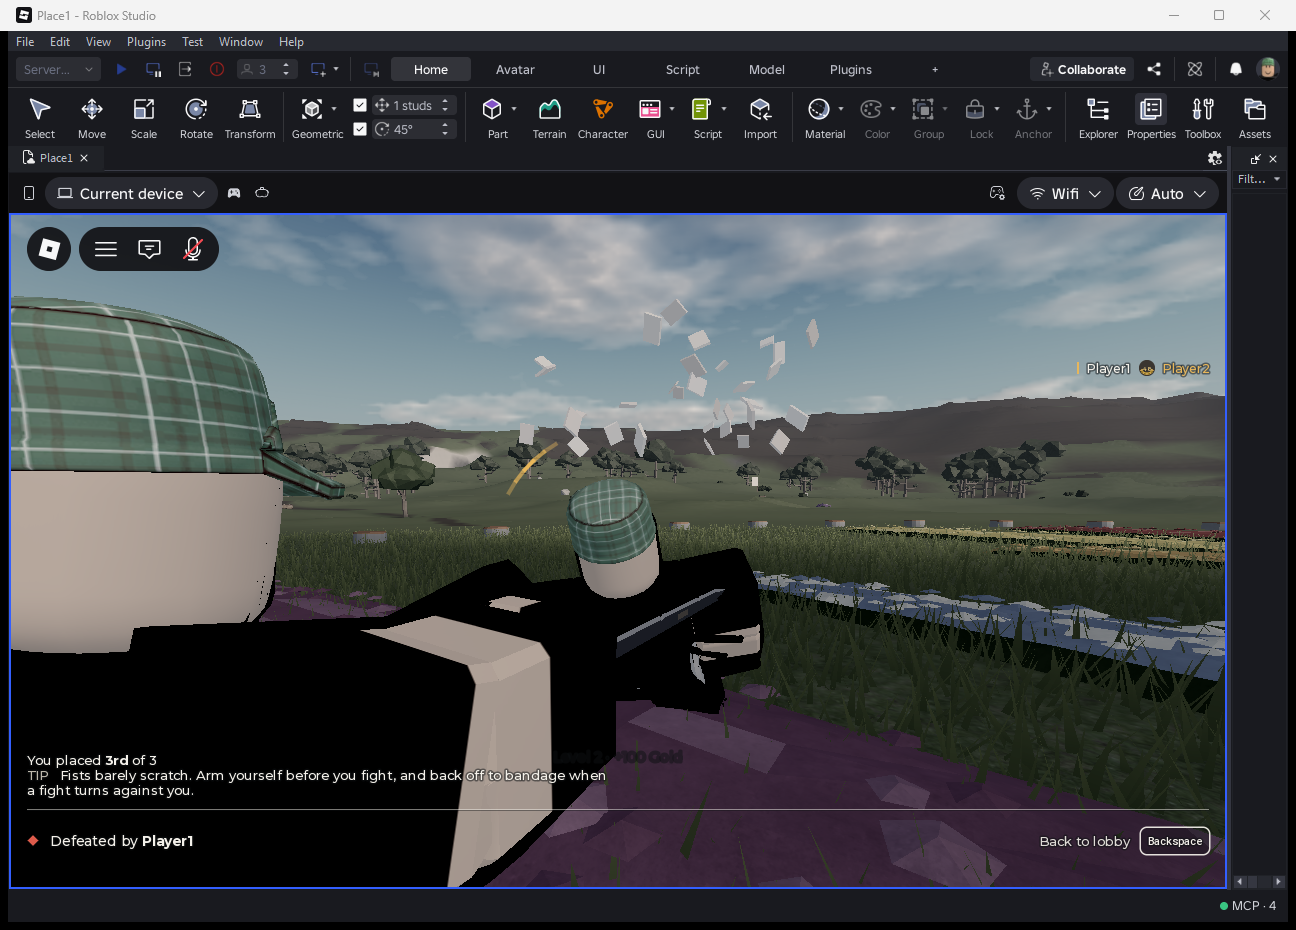 Place1 - Roblox Studio
File Edit View Plugins Test Window Help
Server... 3 Home Avatar UI Script Model Plugins + Collaborate
1 studs
45°
Select Move Scale Rotate Transform Geometric Part Terrain Character GUI Script Import Material Color Group Lock Anchor Explorer Properties Toolbox Assets
Place1
Filt...
Current device Wifi Auto
Player1 Player2
Level 2 +100 Gold
You placed 3rd of 3
TIP Fists barely scratch. Arm yourself before you fight, and back off to bandage when
a fight turns against you.
Defeated by Player1 Back to lobby Backspace
MCP · 4